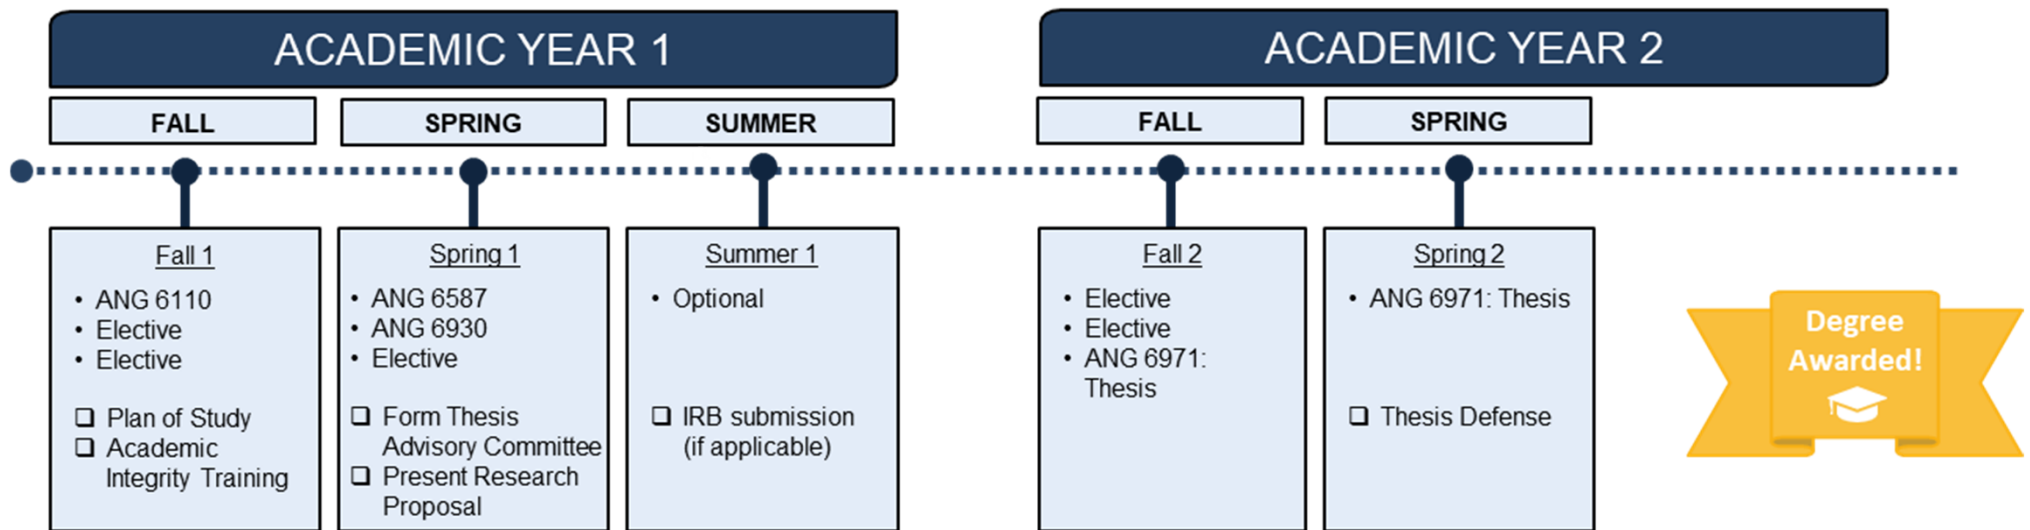 ACADEMIC YEAR 1
FALL
SPRING
SUMMER
Fall 1
• ANG 6110
• Elective
• Elective
❑ Plan of Study
❑ Academic
Integrity Training
Spring 1
• ANG 6587
• ANG 6930
• Elective
❑ Form Thesis
Advisory Committee
❑ Present Research
Proposal
Summer 1
• Optional
❑ IRB submission
(if applicable)
ACADEMIC YEAR 2
FALL
SPRING
Fall 2
• Elective
• Elective
• ANG 6971:
Thesis
Spring 2
• ANG 6971: Thesis
❑ Thesis Defense
Degree
Awarded!